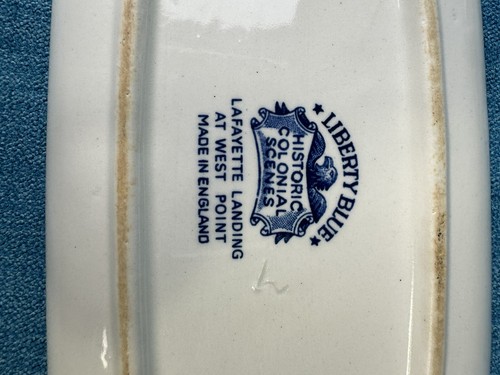 ★ LIBERTY BLUE ★
HISTORIC
COLONIAL
SCENES
LAFAYETTE LANDING
AT WEST POINT
MADE IN ENGLAND